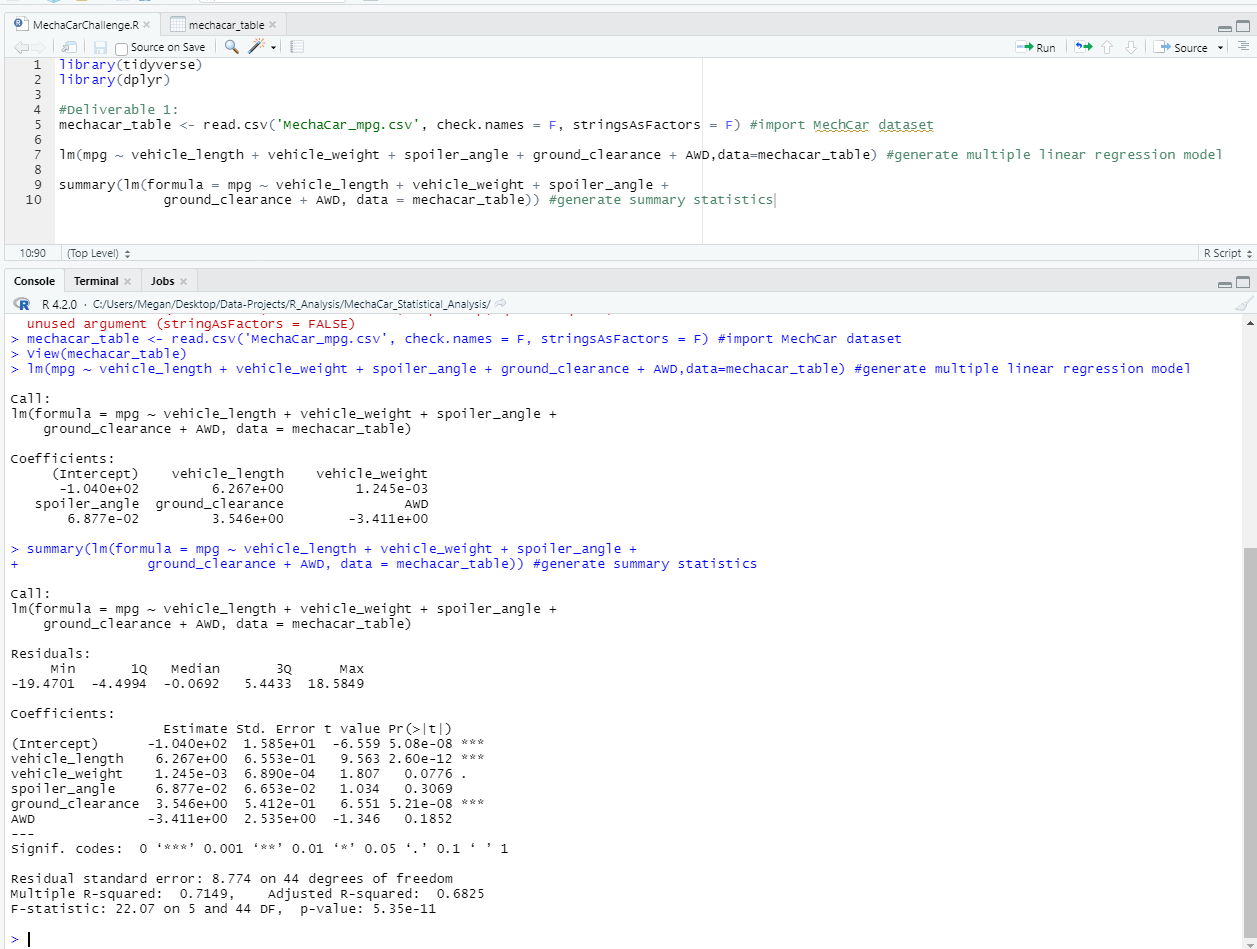 MechaCarChallenge.R
mechacar_table
Source on Save
Run
Source
1 library(tidyverse)
2 library(dplyr)
3
4 #Deliverable 1:
5 mechacar_table <- read.csv('MechaCar_mpg.csv', check.names = F, stringsAsFactors = F) #import MechCar dataset
6
7 lm(mpg ~ vehicle_length + vehicle_weight + spoiler_angle + ground_clearance + AWD,data=mechacar_table) #generate multiple linear regression model
8
9 summary(lm(formula = mpg ~ vehicle_length + vehicle_weight + spoiler_angle +
10 ground_clearance + AWD, data = mechacar_table)) #generate summary statistics
10:90 (Top Level) R Script
Console Terminal Jobs
R 4.2.0 · C:/Users/Megan/Desktop/Data-Projects/R_Analysis/MechaCar_Statistical_Analysis/
unused argument (stringAsFactors = FALSE)
> mechacar_table <- read.csv('MechaCar_mpg.csv', check.names = F, stringsAsFactors = F) #import MechCar dataset
> View(mechacar_table)
> lm(mpg ~ vehicle_length + vehicle_weight + spoiler_angle + ground_clearance + AWD,data=mechacar_table) #generate multiple linear regression model
Call:
lm(formula = mpg ~ vehicle_length + vehicle_weight + spoiler_angle +
ground_clearance + AWD, data = mechacar_table)
Coefficients:
(Intercept) vehicle_length vehicle_weight
-1.040e+02 6.267e+00 1.245e-03
spoiler_angle ground_clearance AWD
6.877e-02 3.546e+00 -3.411e+00
> summary(lm(formula = mpg ~ vehicle_length + vehicle_weight + spoiler_angle +
+ ground_clearance + AWD, data = mechacar_table)) #generate summary statistics
Call:
lm(formula = mpg ~ vehicle_length + vehicle_weight + spoiler_angle +
ground_clearance + AWD, data = mechacar_table)
Residuals:
Min 1Q Median 3Q Max
-19.4701 -4.4994 -0.0692 5.4433 18.5849
Coefficients:
Estimate Std. Error t value Pr(>|t|)
(Intercept) -1.040e+02 1.585e+01 -6.559 5.08e-08 ***
vehicle_length 6.267e+00 6.553e-01 9.563 2.60e-12 ***
vehicle_weight 1.245e-03 6.890e-04 1.807 0.0776 .
spoiler_angle 6.877e-02 6.653e-02 1.034 0.3069
ground_clearance 3.546e+00 5.412e-01 6.551 5.21e-08 ***
AWD -3.411e+00 2.535e+00 -1.346 0.1852
---
Signif. codes: 0 ‘***’ 0.001 ‘**’ 0.01 ‘*’ 0.05 ‘.’ 0.1 ‘ ’ 1
Residual standard error: 8.774 on 44 degrees of freedom
Multiple R-squared: 0.7149, Adjusted R-squared: 0.6825
F-statistic: 22.07 on 5 and 44 DF, p-value: 5.35e-11
>